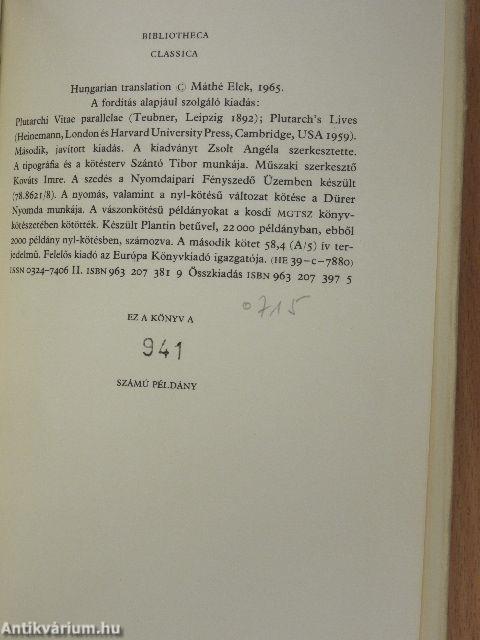 BIBLIOTHECA
CLASSICA
Hungarian translation © Máthé Elek, 1965.
A fordítás alapjául szolgáló kiadás:
Plutarchi Vitae parallelae (Teubner, Leipzig 1892); Plutarch's Lives
(Heinemann, London és Harvard University Press, Cambridge, USA 1959).
Második, javított kiadás. A kiadványt Zsolt Angéla szerkesztette.
A tipográfia és a kötésterv Szántó Tibor munkája. Műszaki szerkesztő
Kováts Imre. A szedés a Nyomdaipari Fényszedő Üzemben készült
(78.8621/8). A nyomás, valamint a nyl-kötésű változat kötése a Dürer
Nyomda munkája. A vászonkötésű példányokat a kosdi MGTSZ könyv-
kötészetében kötötték. Készült Plantin betűvel, 22 000 példányban, ebből
2000 példány nyl-kötésben, számozva. A második kötet 58,4 (A/5) ív ter-
jedelmű. Felelős kiadó az Európa Könyvkiadó igazgatója. (HE 39-c-7880)
ISSN 0324-7406 II. ISBN 963 207 381 9 Összkiadás ISBN 963 207 397 5
0715
EZ A KÖNYV A
941
SZÁMÚ PÉLDÁNY
Antikvárium.hu